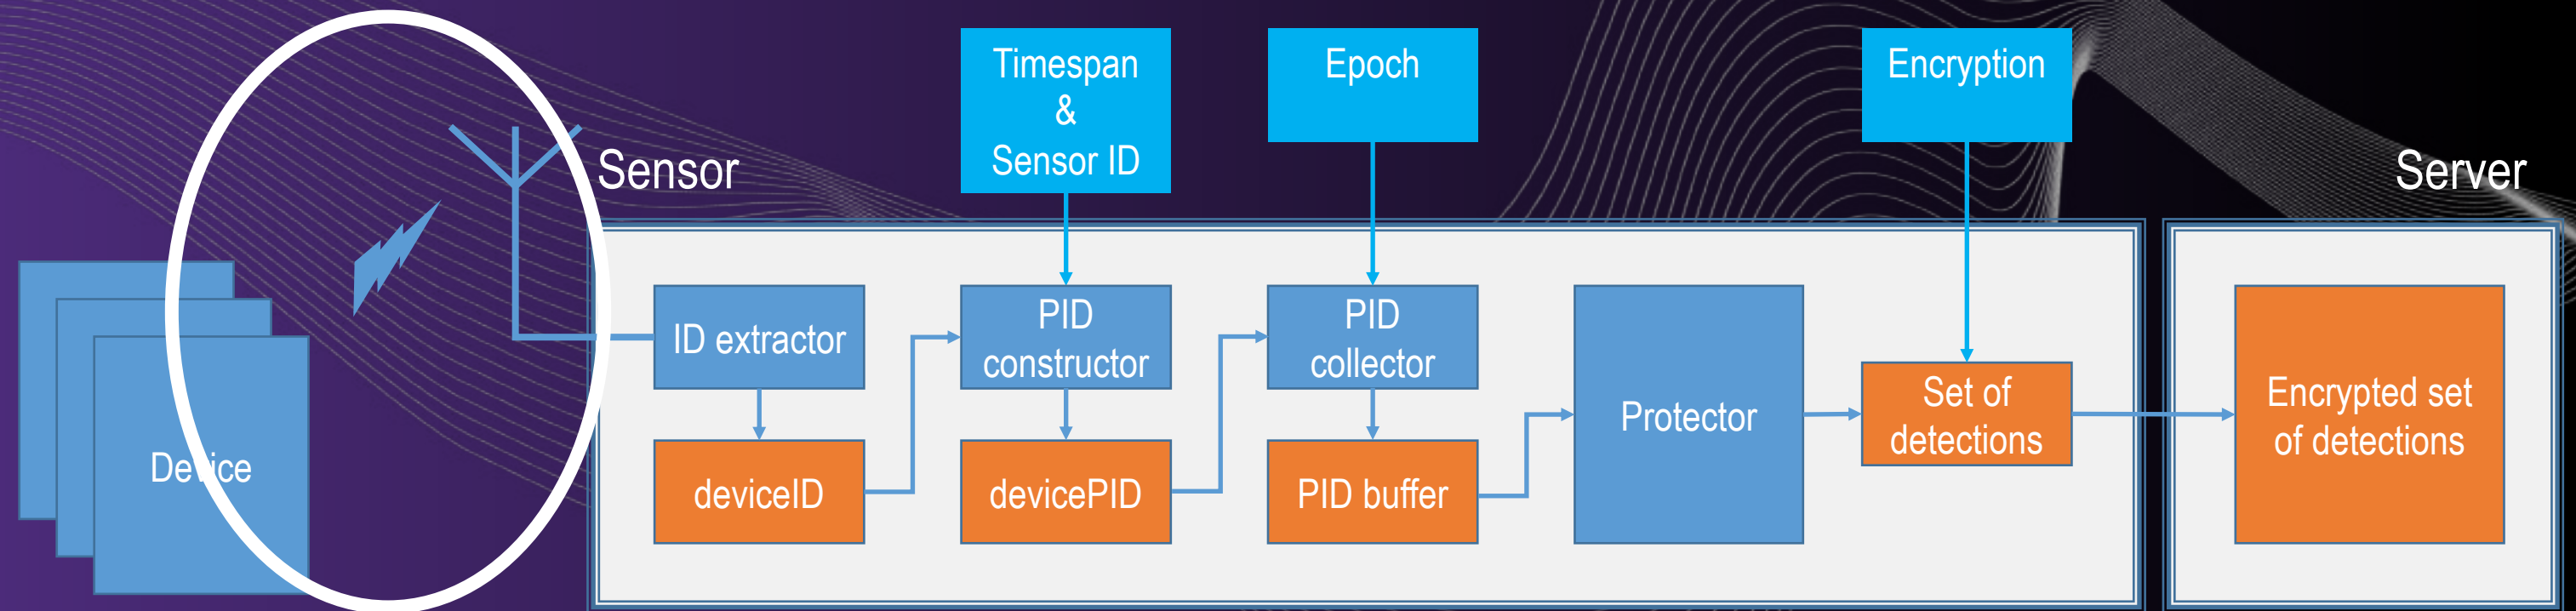 Timespan
&
Sensor ID
Epoch
Encryption
Sensor
Server
Device
ID extractor
deviceID
PID
constructor
devicePID
PID
collector
PID buffer
Protector
Set of
detections
Encrypted set
of detections